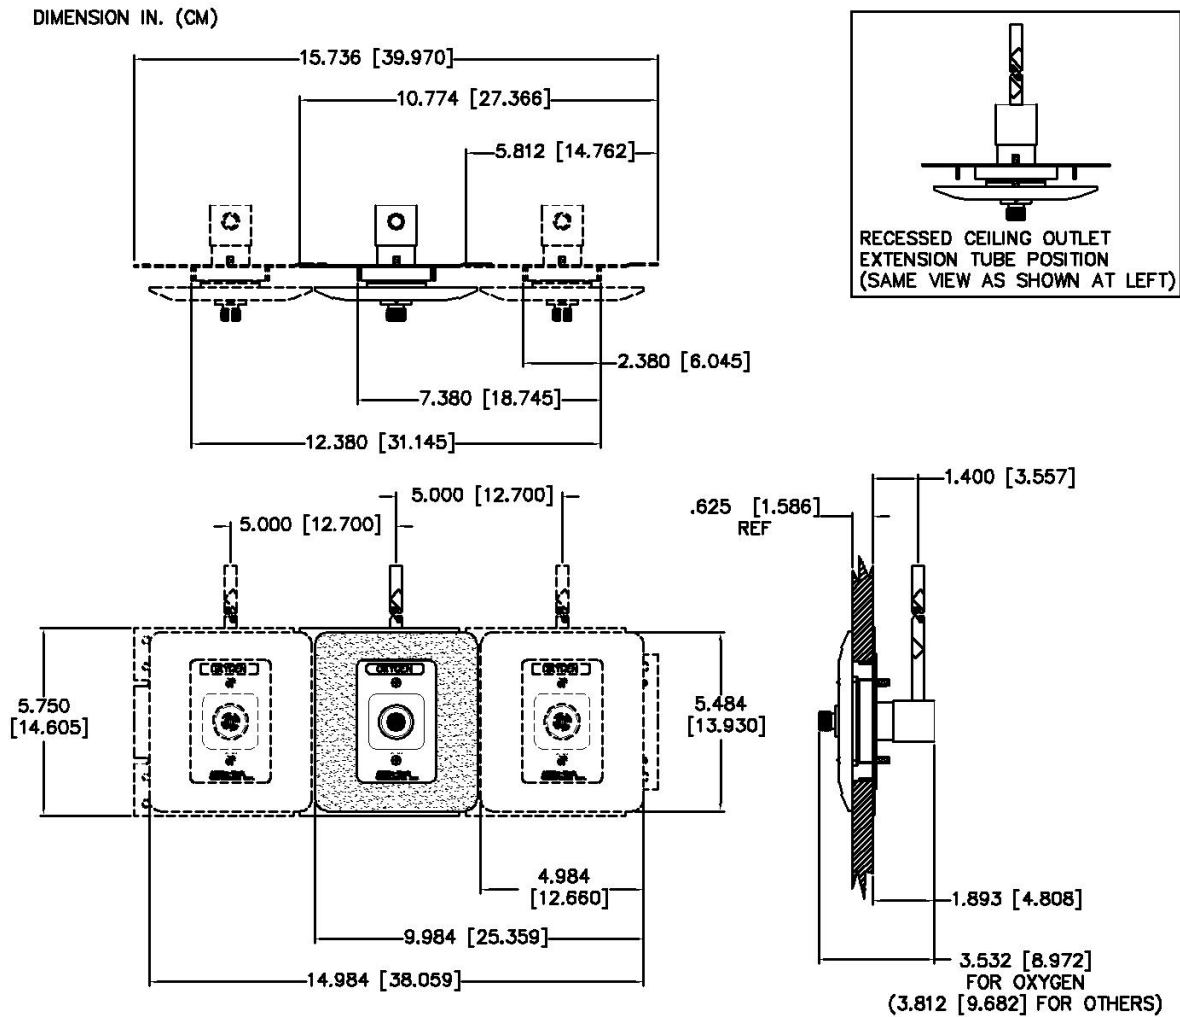 DIMENSION IN. (CM)
15.736 [39.970]
10.774 [27.366]
5.812 [14.762]
RECESSED CEILING OUTLET
EXTENSION TUBE POSITION
(SAME VIEW AS SHOWN AT LEFT)
2.380 [6.045]
7.380 [18.745]
12.380 [31.145]
5.000 [12.700]
5.000 [12.700]
1.400 [3.557]
.625 [1.586]
REF
OXYGEN
OXYGEN
OXYGEN
5.750
[14.605]
5.484
[13.930]
4.984
[12.660]
9.984 [25.359]
14.984 [38.059]
1.893 [4.808]
3.532 [8.972]
FOR OXYGEN
(3.812 [9.682] FOR OTHERS)